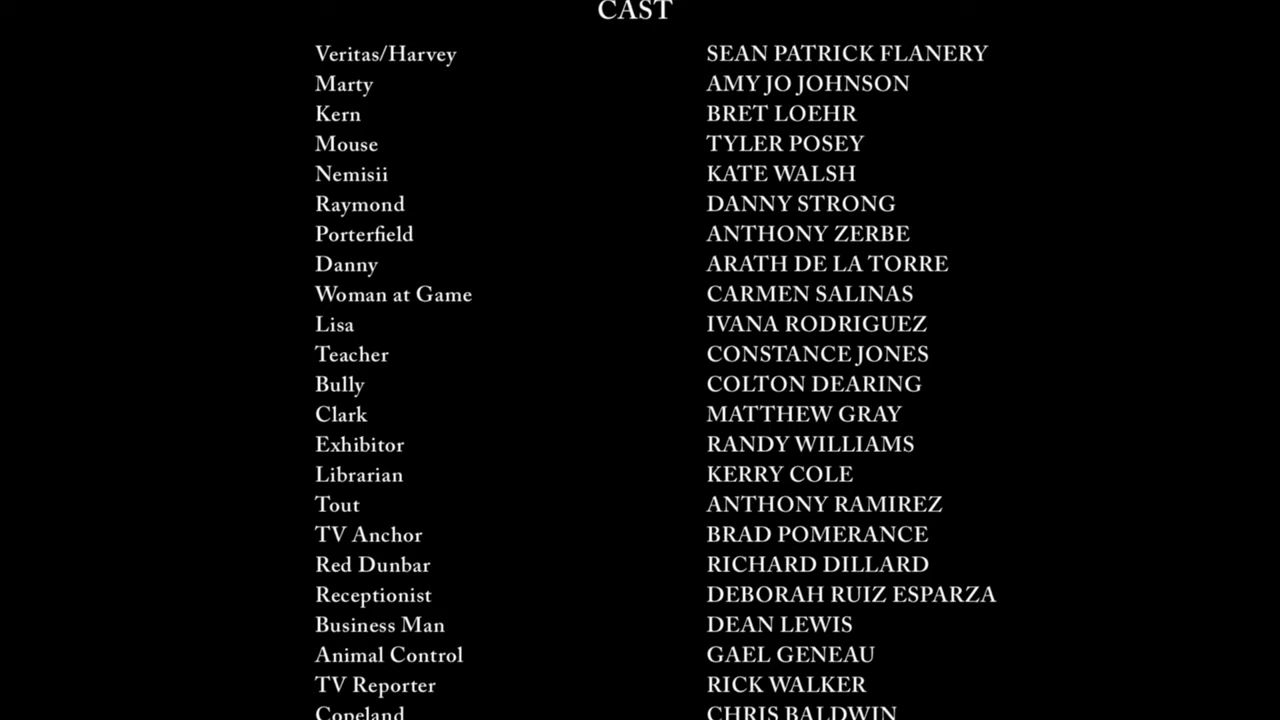 CAST
Veritas/Harvey SEAN PATRICK FLANERY
Marty AMY JO JOHNSON
Kern BRET LOEHR
Mouse TYLER POSEY
Nemisii KATE WALSH
Raymond DANNY STRONG
Porterfield ANTHONY ZERBE
Danny ARATH DE LA TORRE
Woman at Game CARMEN SALINAS
Lisa IVANA RODRIGUEZ
Teacher CONSTANCE JONES
Bully COLTON DEARING
Clark MATTHEW GRAY
Exhibitor RANDY WILLIAMS
Librarian KERRY COLE
Tout ANTHONY RAMIREZ
TV Anchor BRAD POMERANCE
Red Dunbar RICHARD DILLARD
Receptionist DEBORAH RUIZ ESPARZA
Business Man DEAN LEWIS
Animal Control GAEL GENEAU
TV Reporter RICK WALKER
Copeland CHRIS BALDWIN